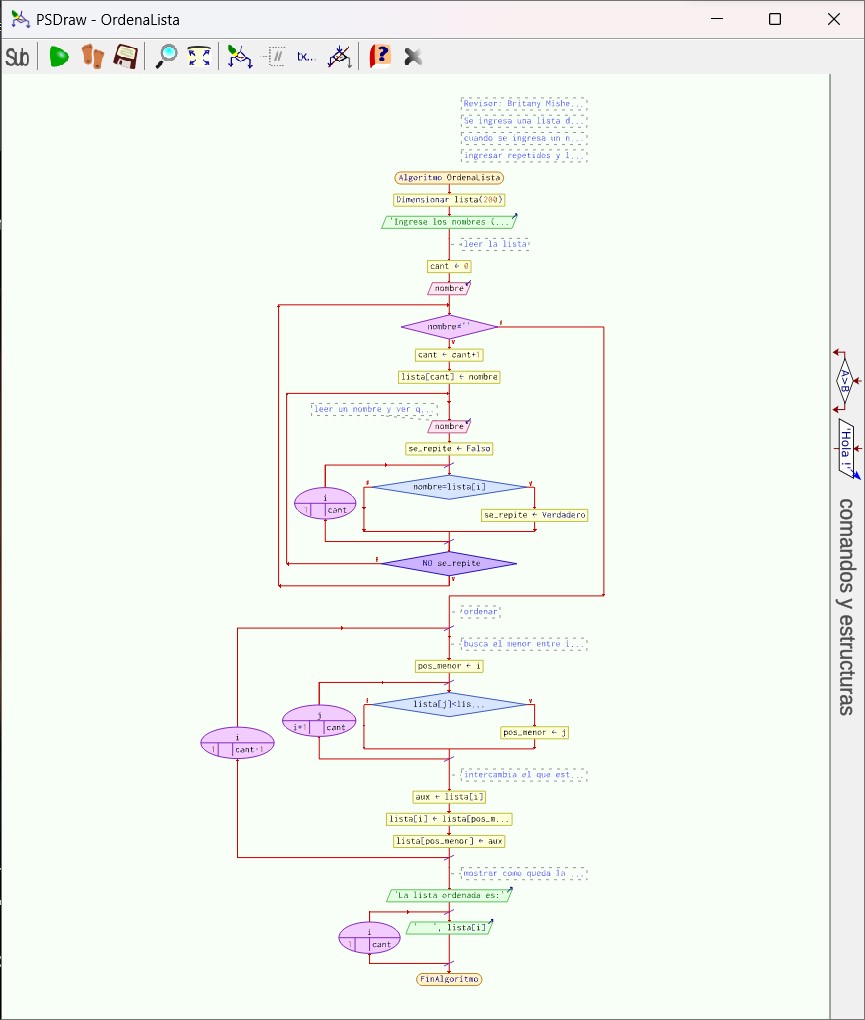 PSDraw - OrdenaLista
Sub
tx...
?
Revisor: Britany Mishe...
Se ingresa una lista d...
cuando se ingresa un n...
ingresar repetidos y l...
Algoritmo OrdenaLista
Dimensionar lista(200)
'Ingrese los nombres (...
leer la lista
cant ← 0
nombre
nombre≠''
F
V
cant ← cant+1
lista[cant] ← nombre
leer un nombre y ver q...
nombre
se_repite ← Falso
nombre=lista[i]
F
V
i
1 cant
se_repite ← Verdadero
NO se_repite
F
V
ordenar
busca el menor entre i...
pos_menor ← i
lista[j]<lis...
F
V
j
i+1 cant
pos_menor ← j
i
1 cant-1
intercambia el que est...
aux ← lista[i]
lista[i] ← lista[pos_m...
lista[pos_menor] ← aux
mostrar como queda la ...
'La lista ordenada es:'
'   ', lista[i]
i
1 cant
FinAlgoritmo
A>B
'Hola !'
comandos y estructuras